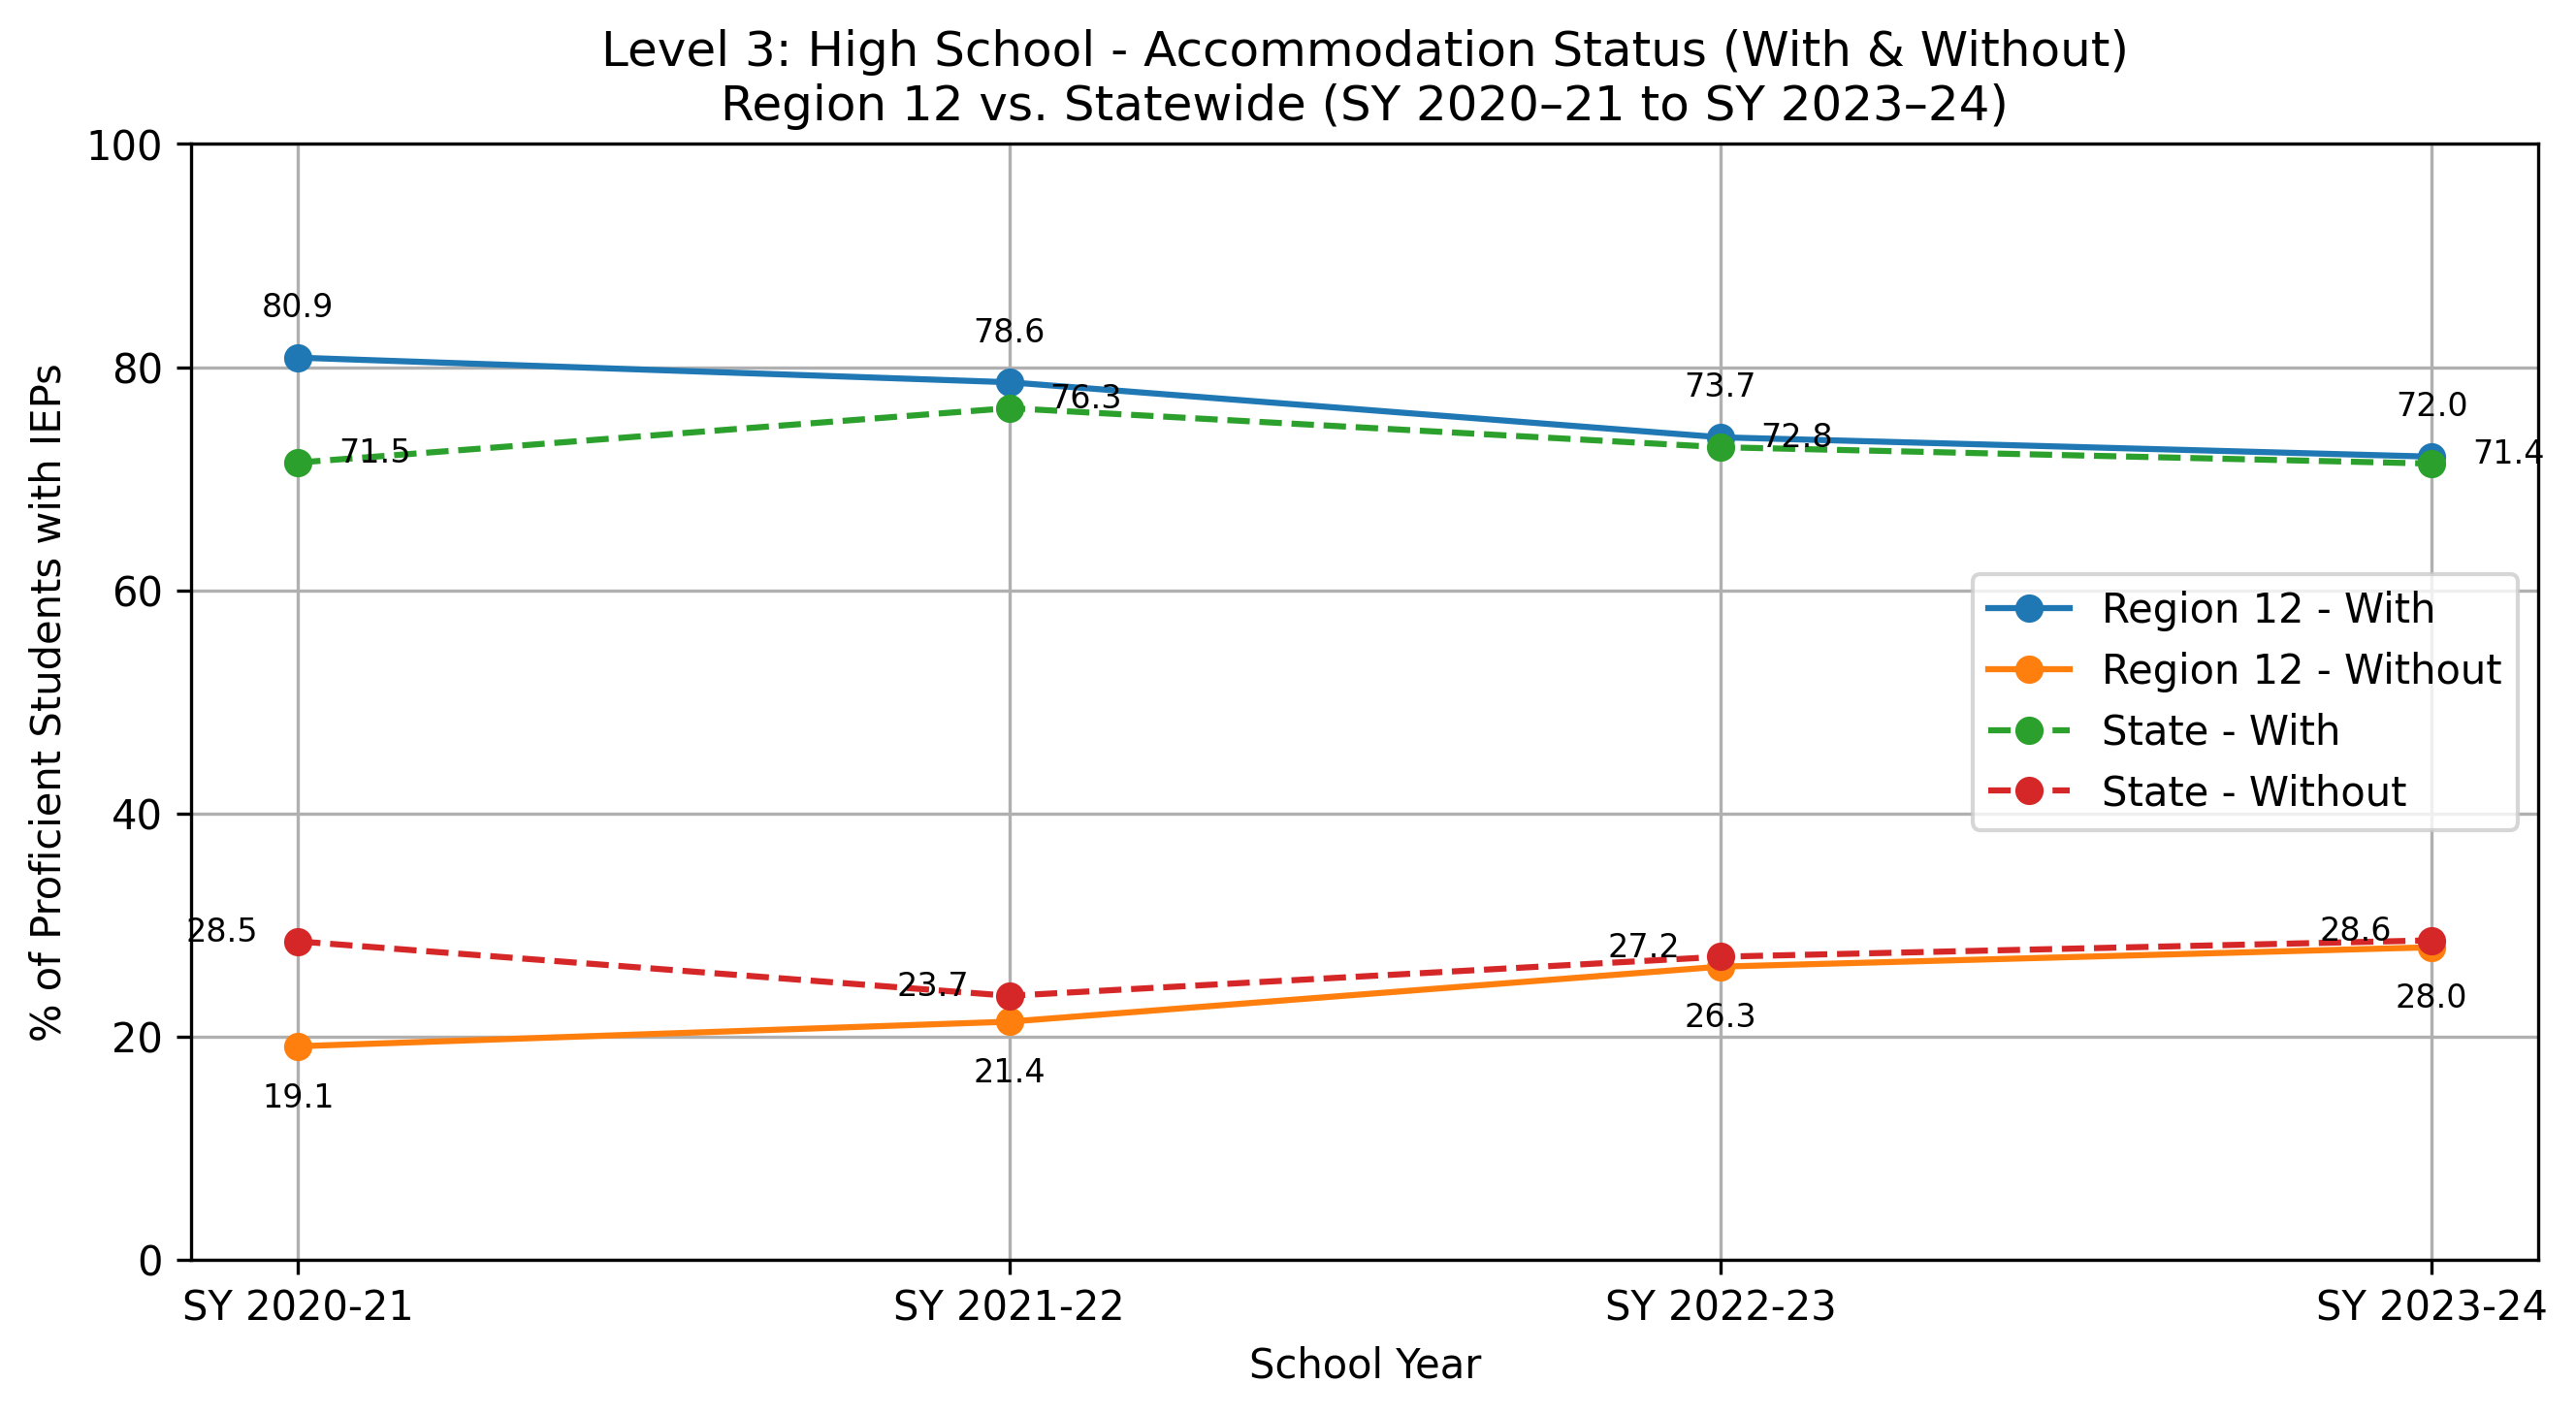 Level 3: High School - Accommodation Status (With & Without)
Region 12 vs. Statewide (SY 2020–21 to SY 2023–24)
% of Proficient Students with IEPs
100
80
60
40
20
0
80.9
78.6
73.7
72.0
71.5
76.3
72.8
71.4
Region 12 - With
Region 12 - Without
State - With
State - Without
28.5
23.7
27.2
28.6
19.1
21.4
26.3
28.0
SY 2020-21
SY 2021-22
SY 2022-23
SY 2023-24
School Year